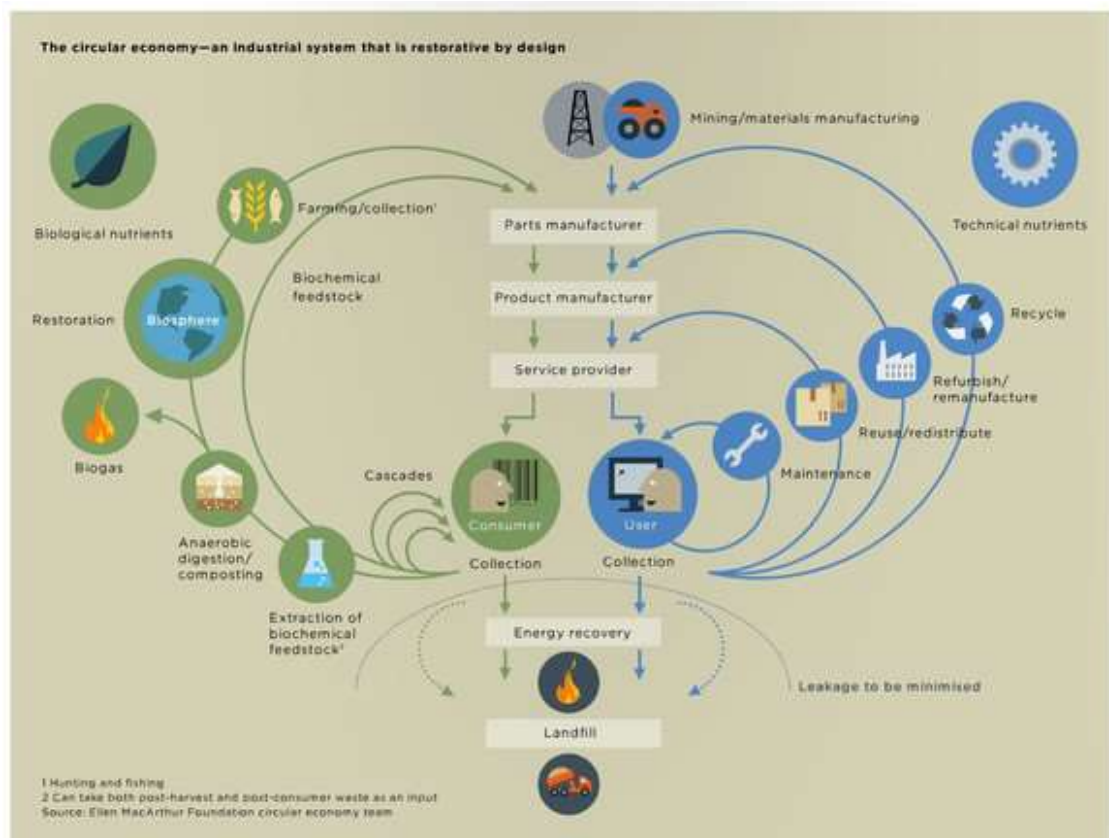 The circular economy—an industrial system that is restorative by design
Mining/materials manufacturing
Biological nutrients
Farming/collection¹
Parts manufacturer
Technical nutrients
Biochemical
feedstock
Product manufacturer
Restoration
Biosphere
Recycle
Service provider
Refurbish/
remanufacture
Reuse/redistribute
Biogas
Cascades
Maintenance
Consumer
User
Anaerobic
digestion/
composting
Collection
Collection
Extraction of
biochemical
feedstock²
Energy recovery
Leakage to be minimised
Landfill
1 Hunting and fishing
2 Can take both post-harvest and post-consumer waste as an input
Source: Ellen MacArthur Foundation circular economy team